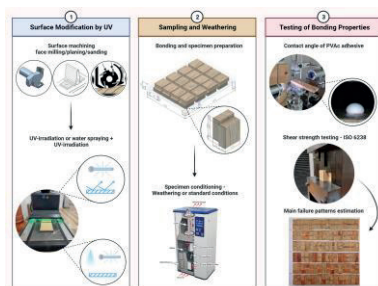 1
Surface Modification by UV
Surface machining
face milling/planing/sanding
UV-irradiation or water spraying +
UV-irradiation
2
Sampling and Weathering
Bonding and specimen preparation
Specimen conditioning -
Weathering or standard conditions
3
Testing of Bonding Properties
Contact angle of PVAc adhesive
Shear strength testing - ISO 6238
Main failure patterns estimation